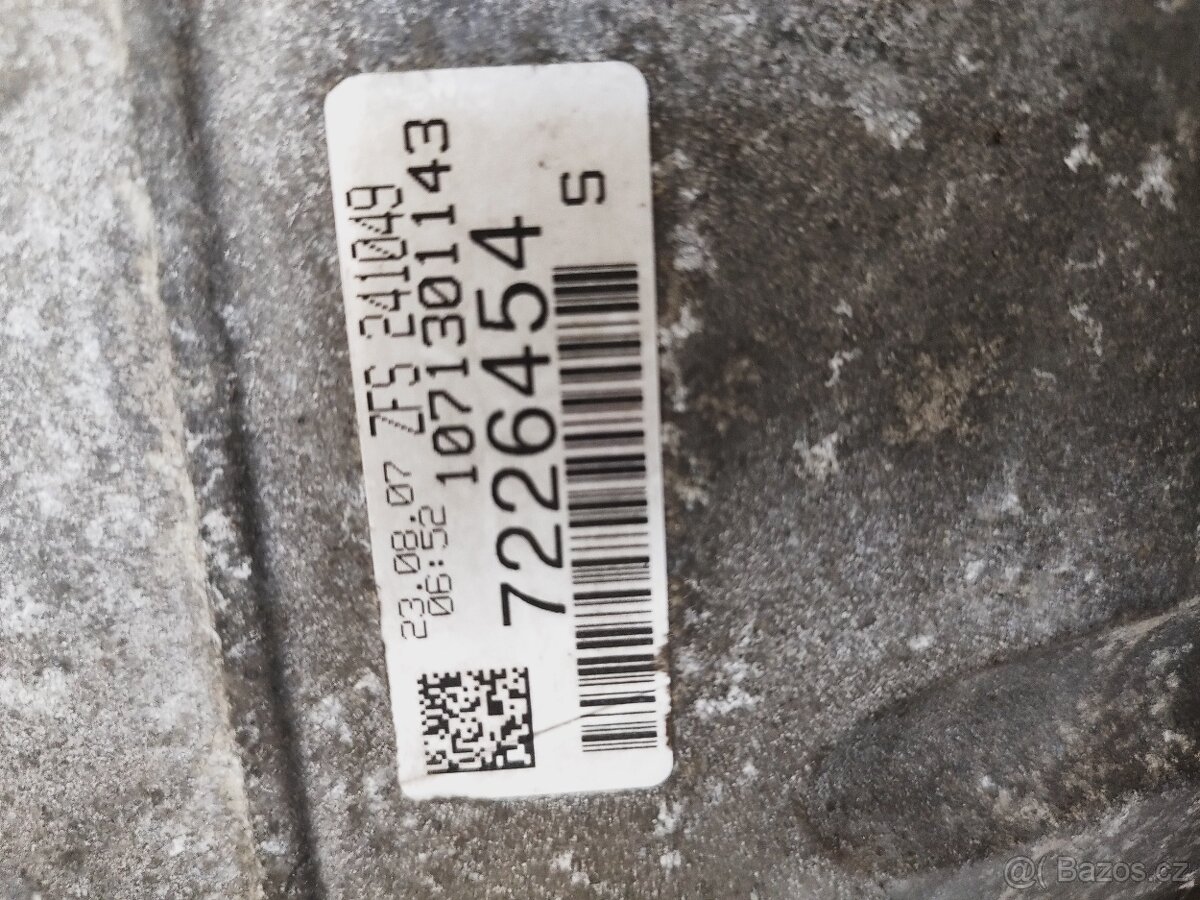 23.08.07 ZFS 241049
06:52 1071301143
7226454
S
@( Bazos.cz